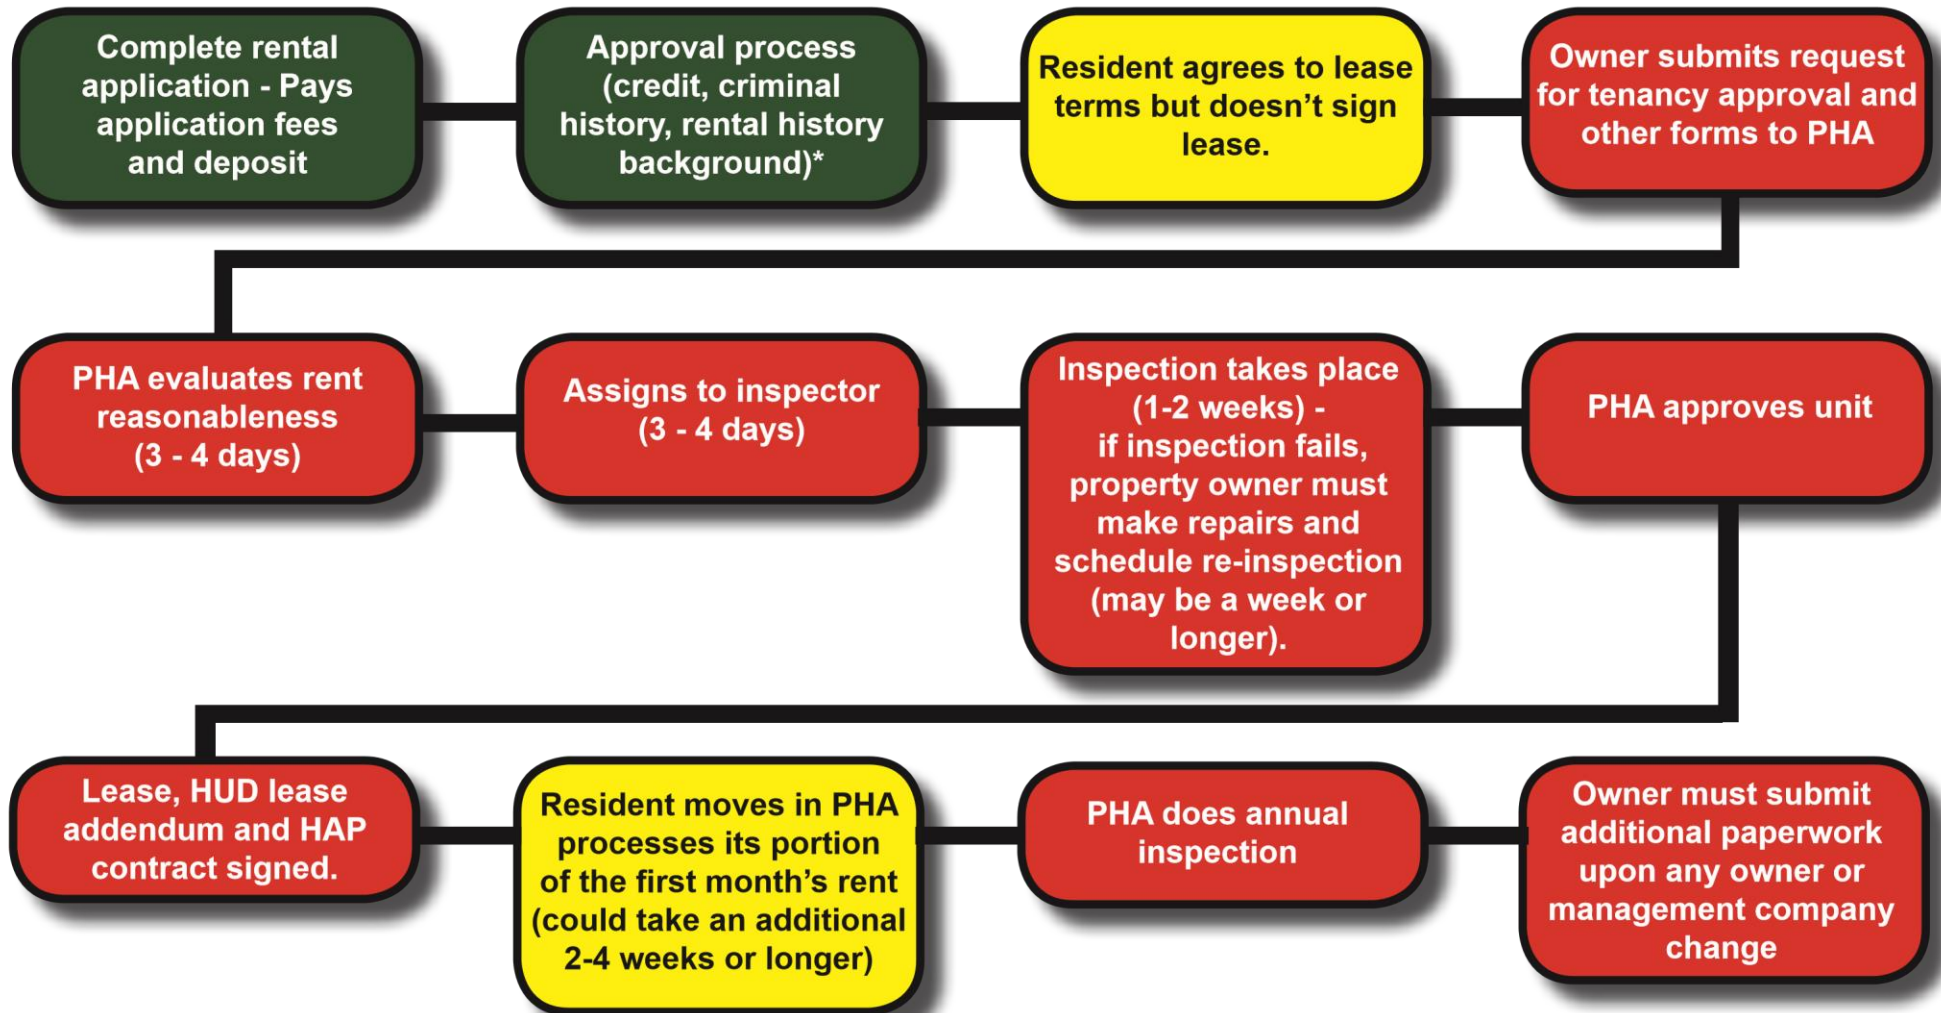 Complete rental
application - Pays
application fees
and deposit
Approval process
(credit, criminal
history, rental history
background)*
Resident agrees to lease
terms but doesn't sign
lease.
Owner submits request
for tenancy approval and
other forms to PHA
PHA evaluates rent
reasonableness
(3 - 4 days)
Assigns to inspector
(3 - 4 days)
Inspection takes place
(1-2 weeks) -
if inspection fails,
property owner must
make repairs and
schedule re-inspection
(may be a week or
longer).
PHA approves unit
Lease, HUD lease
addendum and HAP
contract signed.
Resident moves in PHA
processes its portion
of the first month's rent
(could take an additional
2-4 weeks or longer)
PHA does annual
inspection
Owner must submit
additional paperwork
upon any owner or
management company
change